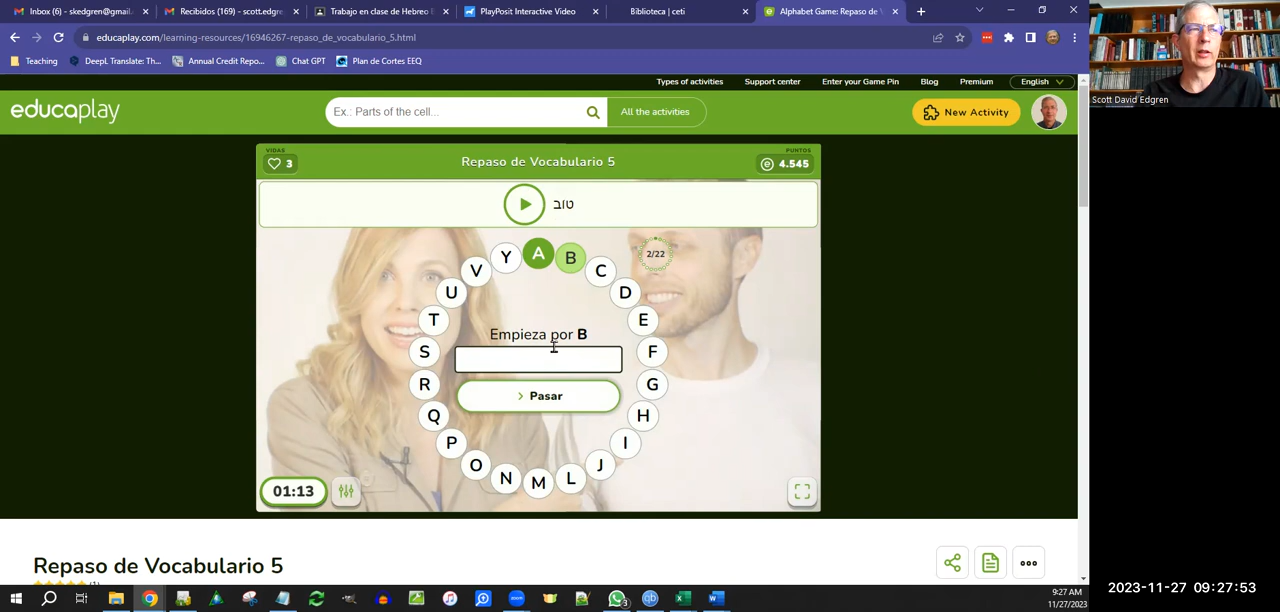 Inbox (6) - skedgren@gmail.
Recibidos (169) - scott.edgre
Trabajo en clase de Hebreo
PlayPosit Interactive Video
Biblioteca | ceti
Alphabet Game: Repaso de V
educaplay.com/learning-resources/16946267-repaso_de_vocabulario_5.html
Teaching
DeepL Translate: Th...
Annual Credit Repo...
Chat GPT
Plan de Cortes EEQ
Scott David Edgren
Types of activities
Support center
Enter your Game Pin
Blog
Premium
English
educaplay
Ex.: Parts of the cell...
All the activities
New Activity
VIDAS
3
Repaso de Vocabulario 5
PUNTOS
4.545
טוב
A
B
C
D
E
F
G
H
I
J
L
M
N
O
P
Q
R
S
T
U
V
Y
2/22
Empieza por B
Pasar
01:13
Repaso de Vocabulario 5
(1)
3
9:27 AM
11/27/2023
2023-11-27 09:27:53